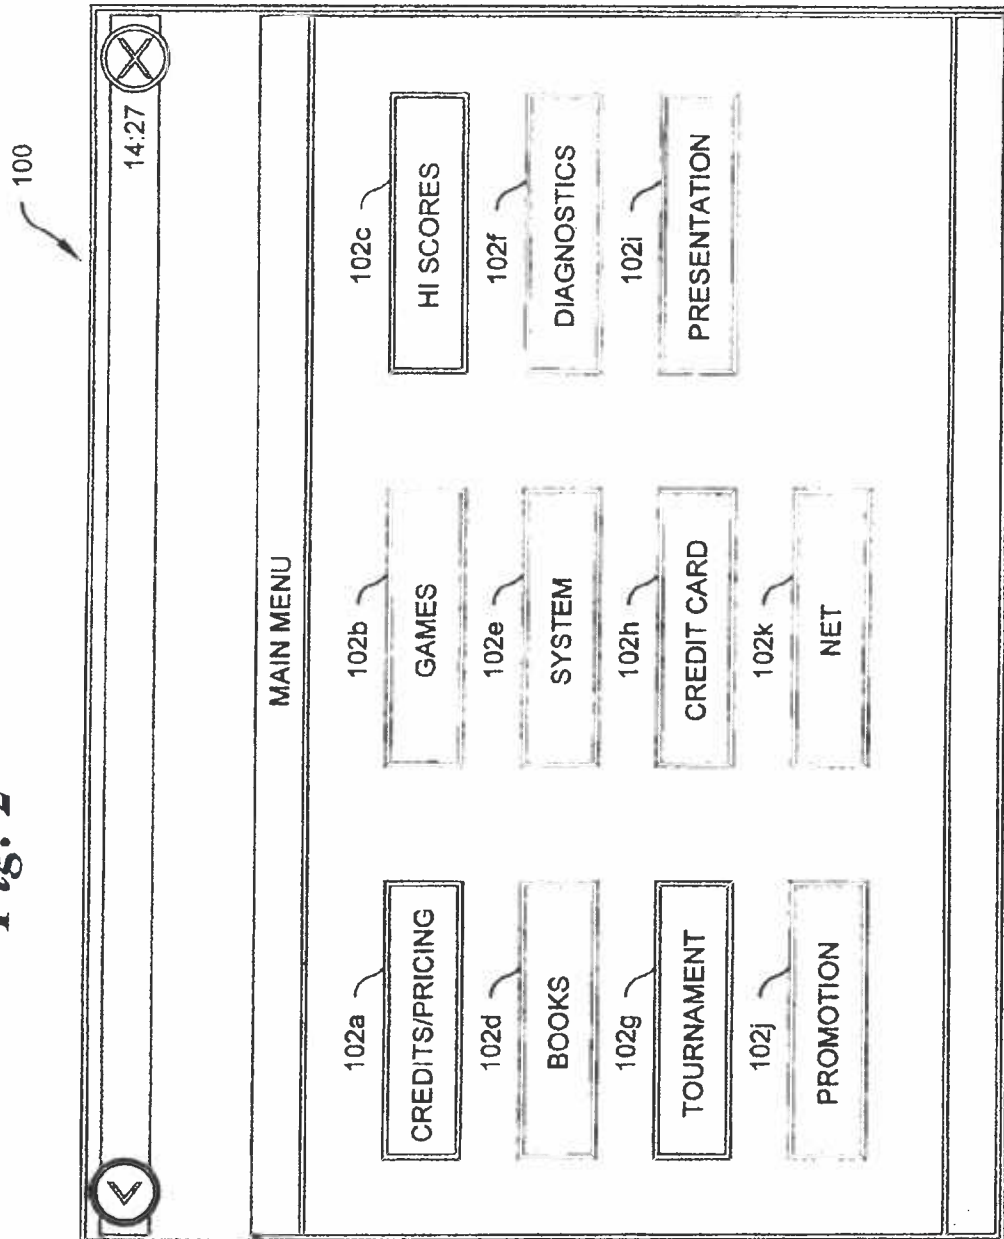 Fig. 2
100
14:27
MAIN MENU
102a 102b 102c
CREDITS/PRICING GAMES HI SCORES
102d 102e 102f
BOOKS SYSTEM DIAGNOSTICS
102g 102h 102i
TOURNAMENT CREDIT CARD PRESENTATION
102j 102k
PROMOTION NET